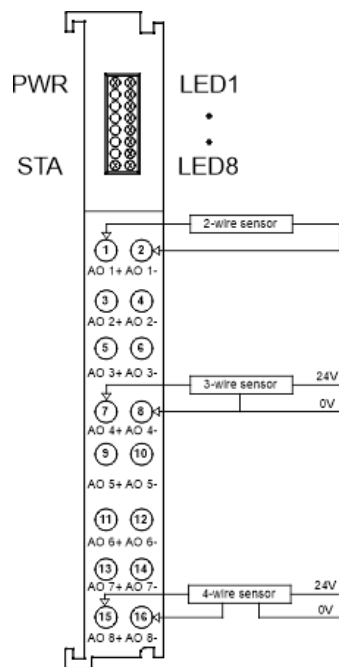 PWR LED1
STA LED8
2-wire sensor
1 2
AO 1+ AO 1-
3 4
AO 2+ AO 2-
5 6
AO 3+ AO 3-
3-wire sensor 24V
0V
7 8
AO 4+ AO 4-
9 10
AO 5+ AO 5-
11 12
AO 6+ AO 6-
13 14
AO 7+ AO 7-
4-wire sensor 24V
0V
15 16
AO 8+ AO 8-